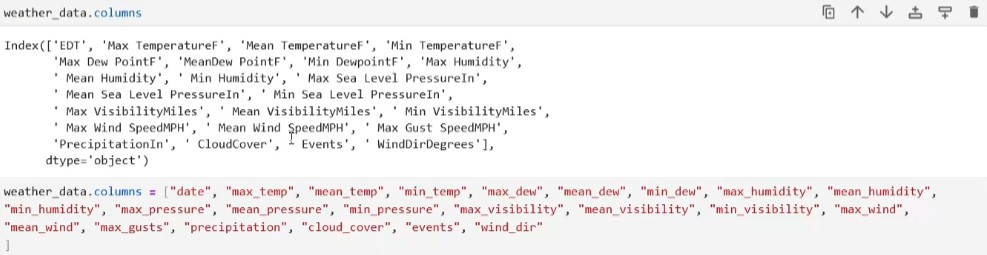 weather_data.columns
Index(['EDT', 'Max TemperatureF', 'Mean TemperatureF', 'Min TemperatureF',
'Max Dew PointF', 'MeanDew PointF', 'Min DewpointF', 'Max Humidity',
' Mean Humidity', ' Min Humidity', ' Max Sea Level PressureIn',
' Mean Sea Level PressureIn', ' Min Sea Level PressureIn',
' Max VisibilityMiles', ' Mean VisibilityMiles', ' Min VisibilityMiles',
' Max Wind SpeedMPH', ' Mean Wind SpeedMPH', ' Max Gust SpeedMPH',
'PrecipitationIn', ' CloudCover', ' Events', ' WindDirDegrees'],
dtype='object')
weather_data.columns = ["date", "max_temp", "mean_temp", "min_temp", "max_dew", "mean_dew", "min_dew", "max_humidity", "mean_humidity",
"min_humidity", "max_pressure", "mean_pressure", "min_pressure", "max_visibility", "mean_visibility", "min_visibility", "max_wind",
"mean_wind", "max_gusts", "precipitation", "cloud_cover", "events", "wind_dir"
]